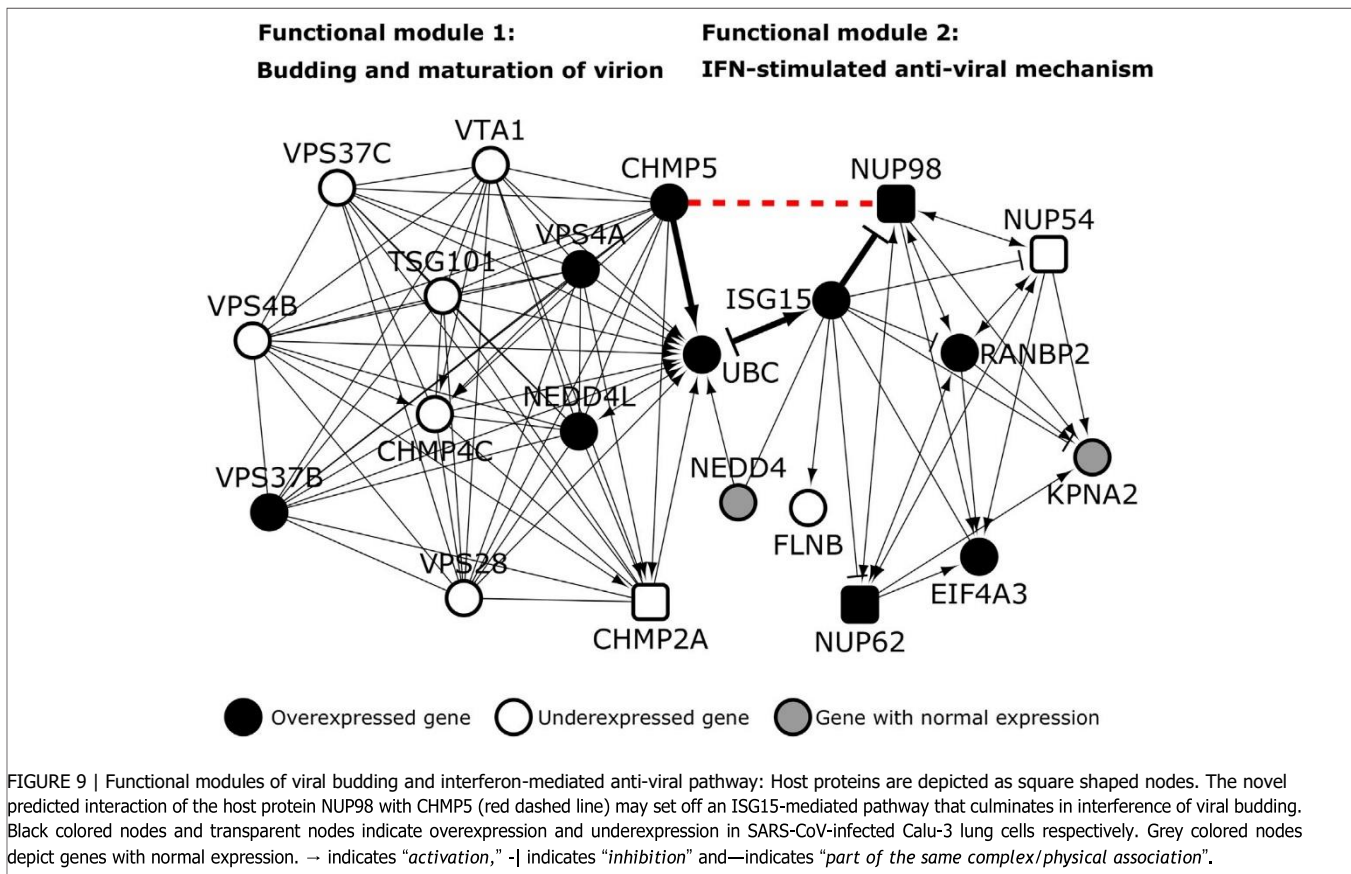 Functional module 1:
Budding and maturation of virion
Functional module 2:
IFN-stimulated anti-viral mechanism
VTA1
VPS37C
CHMP5
NUP98
NUP54
VPS4A
TSG101
VPS4B
ISG15
RANBP2
UBC
NEDD4L
CHMP4C
VPS37B
NEDD4
KPNA2
FLNB
VPS28
EIF4A3
CHMP2A
NUP62
Overexpressed gene
Underexpressed gene
Gene with normal expression
FIGURE 9 | Functional modules of viral budding and interferon-mediated anti-viral pathway: Host proteins are depicted as square shaped nodes. The novel
predicted interaction of the host protein NUP98 with CHMP5 (red dashed line) may set off an ISG15-mediated pathway that culminates in interference of viral budding.
Black colored nodes and transparent nodes indicate overexpression and underexpression in SARS-CoV-infected Calu-3 lung cells respectively. Grey colored nodes
depict genes with normal expression. → indicates “activation,” -| indicates “inhibition” and—indicates “part of the same complex/physical association”.